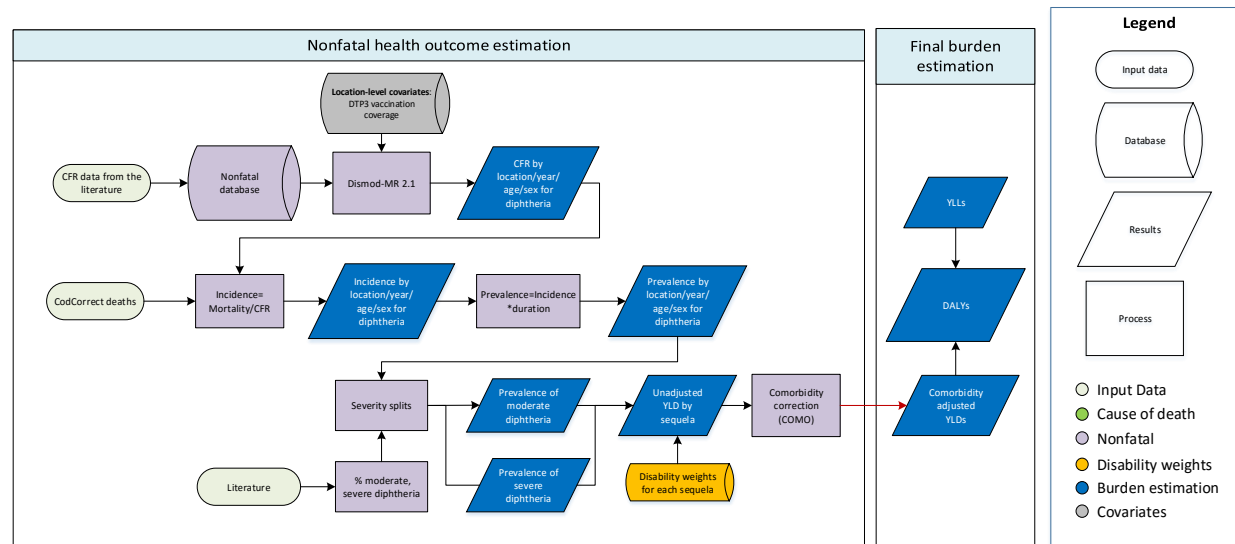 Nonfatal health outcome estimation
Final burden
estimation
Legend
Location-level covariates:
DTP3 vaccination
coverage
CFR data from the
literature
Nonfatal
database
Dismod-MR 2.1
CFR by
location/year/
age/sex for
diphtheria
CodCorrect deaths
Incidence=
Mortality/CFR
Incidence by
location/year/
age/sex for
diphtheria
Prevalence=Incidence
*duration
Prevalence by
location/year/
age/sex for
diphtheria
Severity splits
Prevalence of
moderate
diphtheria
Unadjusted
YLD by
sequela
Comorbidity
correction
(COMO)
Literature
% moderate,
severe diphtheria
Prevalence of
severe
diphtheria
Disability weights
for each sequela
YLLs
DALYs
Comorbidity
adjusted
YLDs
Input data
Database
Results
Process
Input Data
Cause of death
Nonfatal
Disability weights
Burden estimation
Covariates